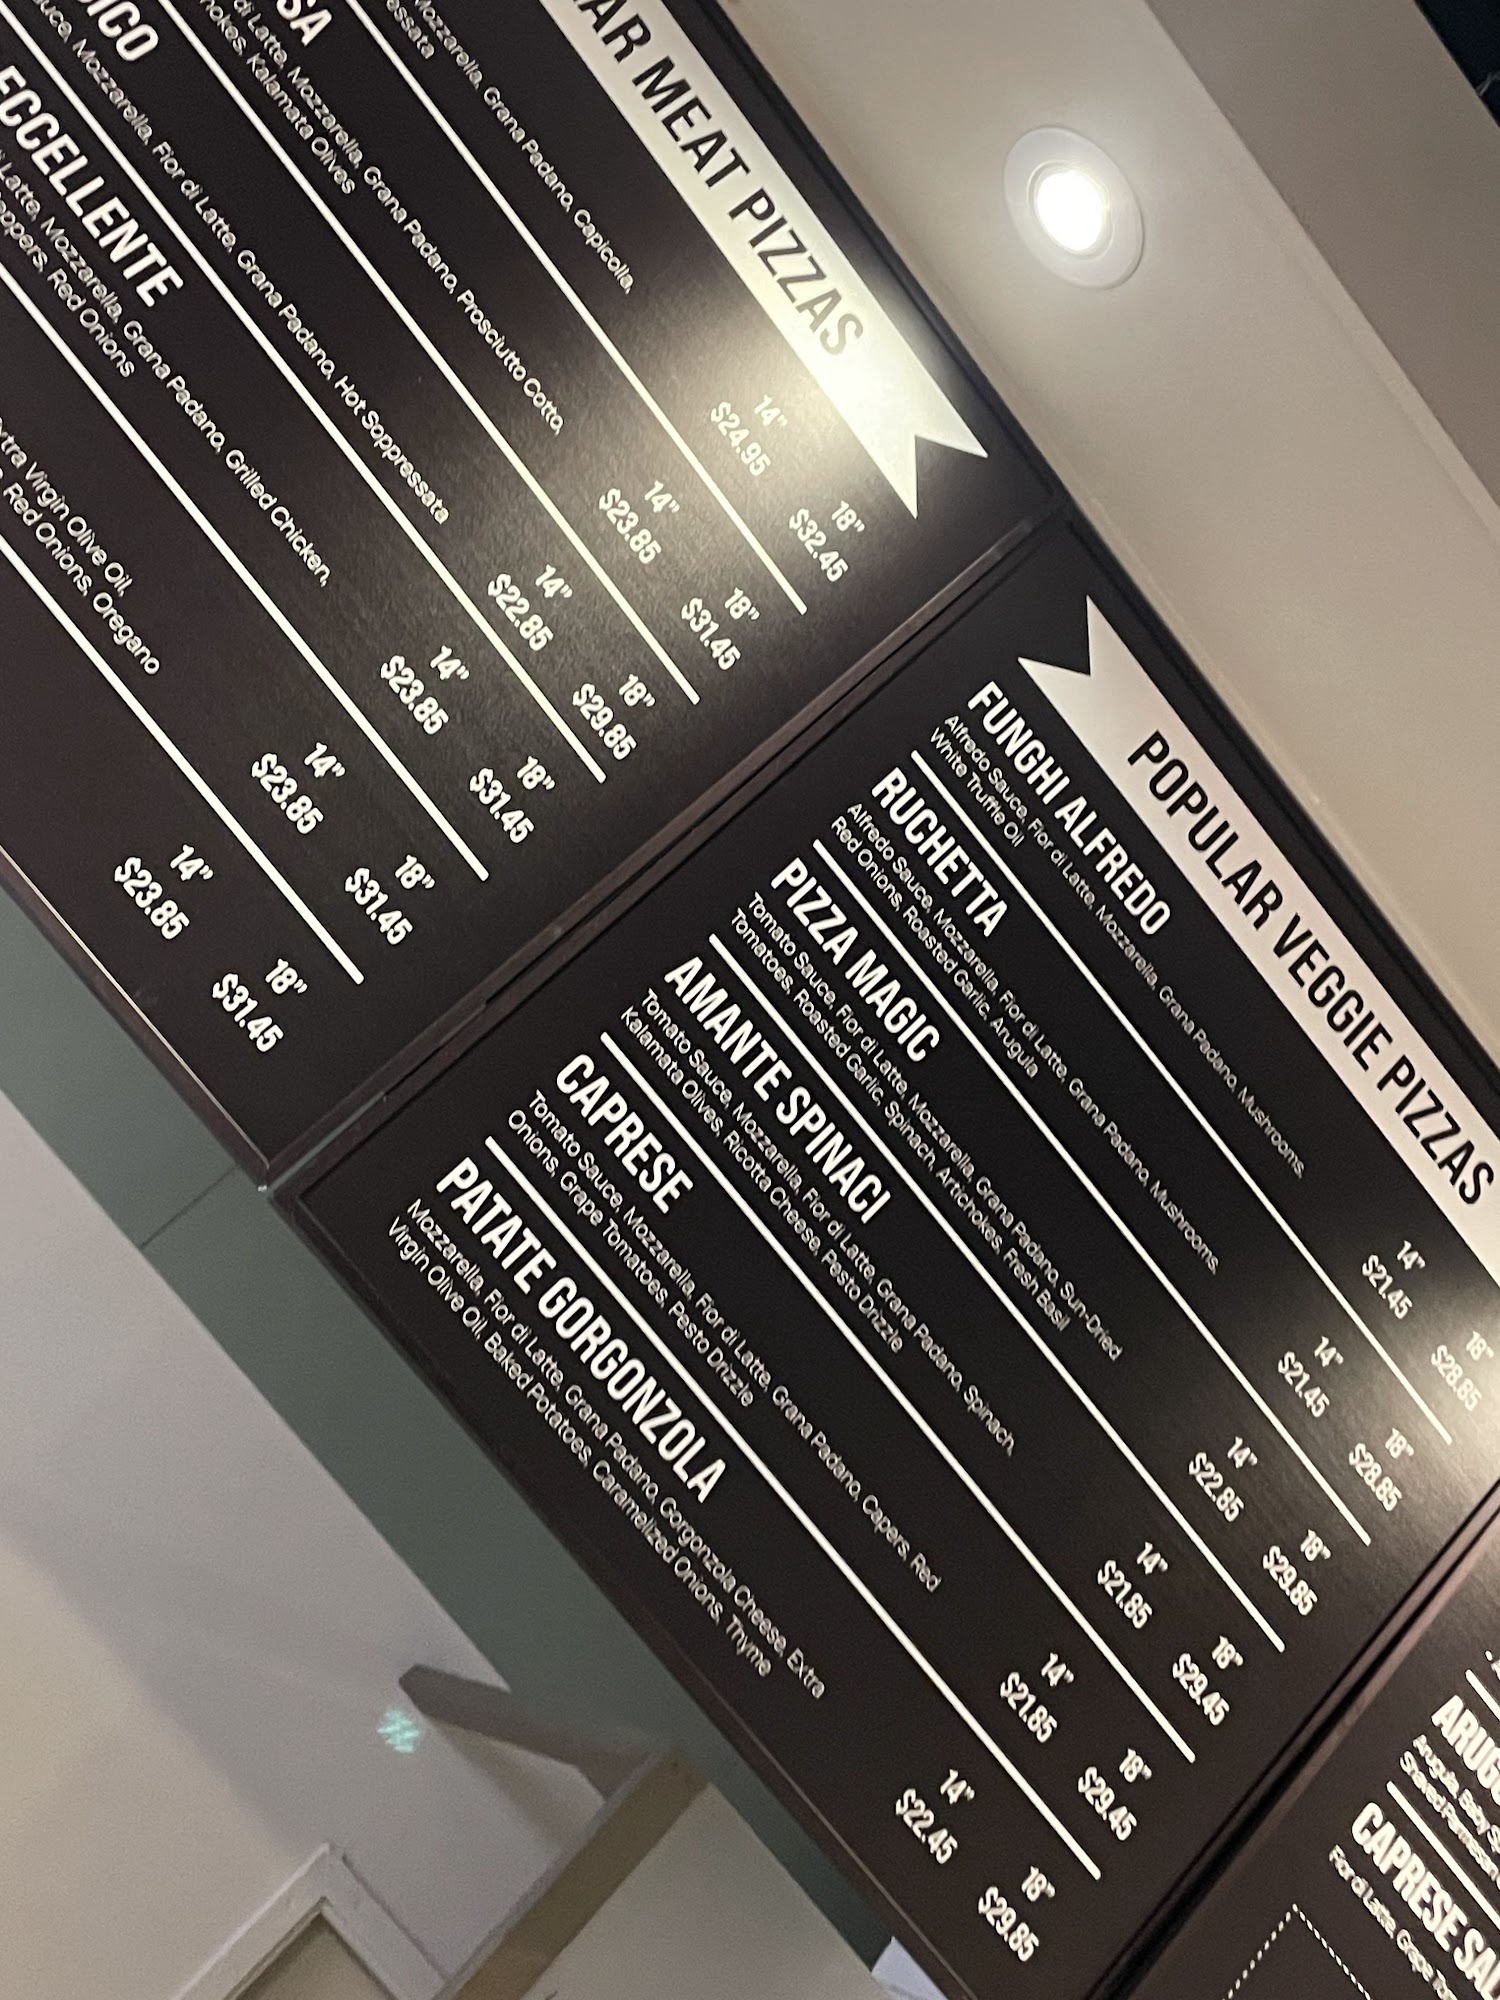 MEAT PIZZAS
Mozzarella, Grana Padano, Capicolla,
14" 18"
$24.95 $32.45
di Latte, Mozzarella, Grana Padano, Prosciutto Cotto,
Kalamata Olives
14" 18"
$23.85 $31.45
Mozzarella, Fior di Latte, Grana Padano, Hot Soppressata
14" 18"
$22.85 $29.85
ECCELLENTE
Latte, Mozzarella, Grana Padano, Grilled Chicken,
Red Onions
14" 18"
$23.85 $31.45
Virgin Olive Oil,
Red Onions, Oregano
14" 18"
$23.85 $31.45
14" 18"
$23.85 $31.45
POPULAR VEGGIE PIZZAS
FUNGHI ALFREDO
Alfredo Sauce, Fior di Latte, Mozzarella, Grana Padano, Mushrooms,
White Truffle Oil
14" 18"
$21.45 $28.85
RUCHETTA
Alfredo Sauce, Mozzarella, Fior di Latte, Grana Padano, Mushrooms,
Red Onions, Roasted Garlic, Arugula
14" 18"
$21.45 $28.85
PIZZA MAGIC
Tomato Sauce, Fior di Latte, Mozzarella, Grana Padano, Sun-Dried
Tomatoes, Roasted Garlic, Spinach, Artichokes, Fresh Basil
14" 18"
$22.85 $29.85
AMANTE SPINACI
Tomato Sauce, Mozzarella, Fior di Latte, Grana Padano, Spinach,
Kalamata Olives, Ricotta Cheese, Pesto Drizzle
14" 18"
$21.85 $29.45
CAPRESE
Tomato Sauce, Mozzarella, Fior di Latte, Grana Padano, Capers, Red
Onions, Grape Tomatoes, Pesto Drizzle
14" 18"
$21.85 $29.45
PATATE GORGONZOLA
Mozzarella, Fior di Latte, Grana Padano, Gorgonzola Cheese, Extra
Virgin Olive Oil, Baked Potatoes, Caramelized Onions, Thyme
14" 18"
$22.45 $29.85
Arugula, Baby
Shaved
CAPRESE
Fior di Latte, Grape